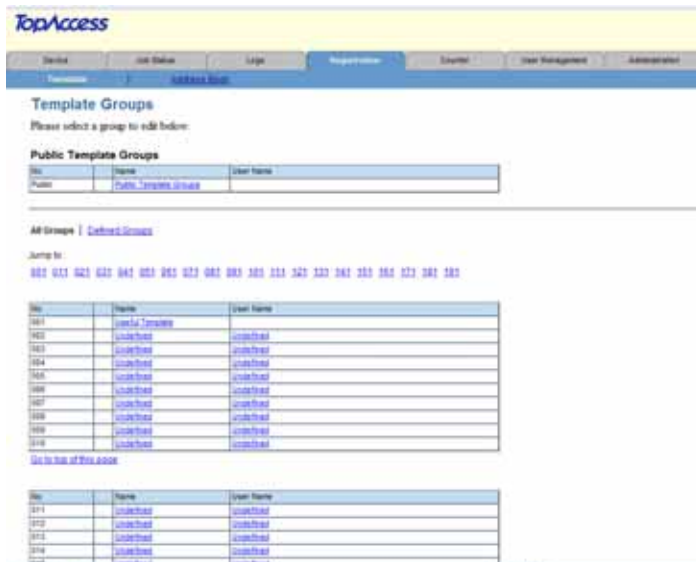 TopAccess
Device Job Status Logs Registration Counter User Management Administration
Template | Address Book
Template Groups
Please select a group to edit below:
Public Template Groups
No Name User Name
Public Public Template Groups
All Groups | Defined Groups
Jump to :
001 011 021 031 041 051 061 071 081 091 101 111 121 131 141 151 161 171 181 191
No Name User Name
001 Useful Template
002 Undefined Undefined
003 Undefined Undefined
004 Undefined Undefined
005 Undefined Undefined
006 Undefined Undefined
007 Undefined Undefined
008 Undefined Undefined
009 Undefined Undefined
010 Undefined Undefined
Go to top of this page
No Name User Name
011 Undefined Undefined
012 Undefined Undefined
013 Undefined Undefined
014 Undefined Undefined